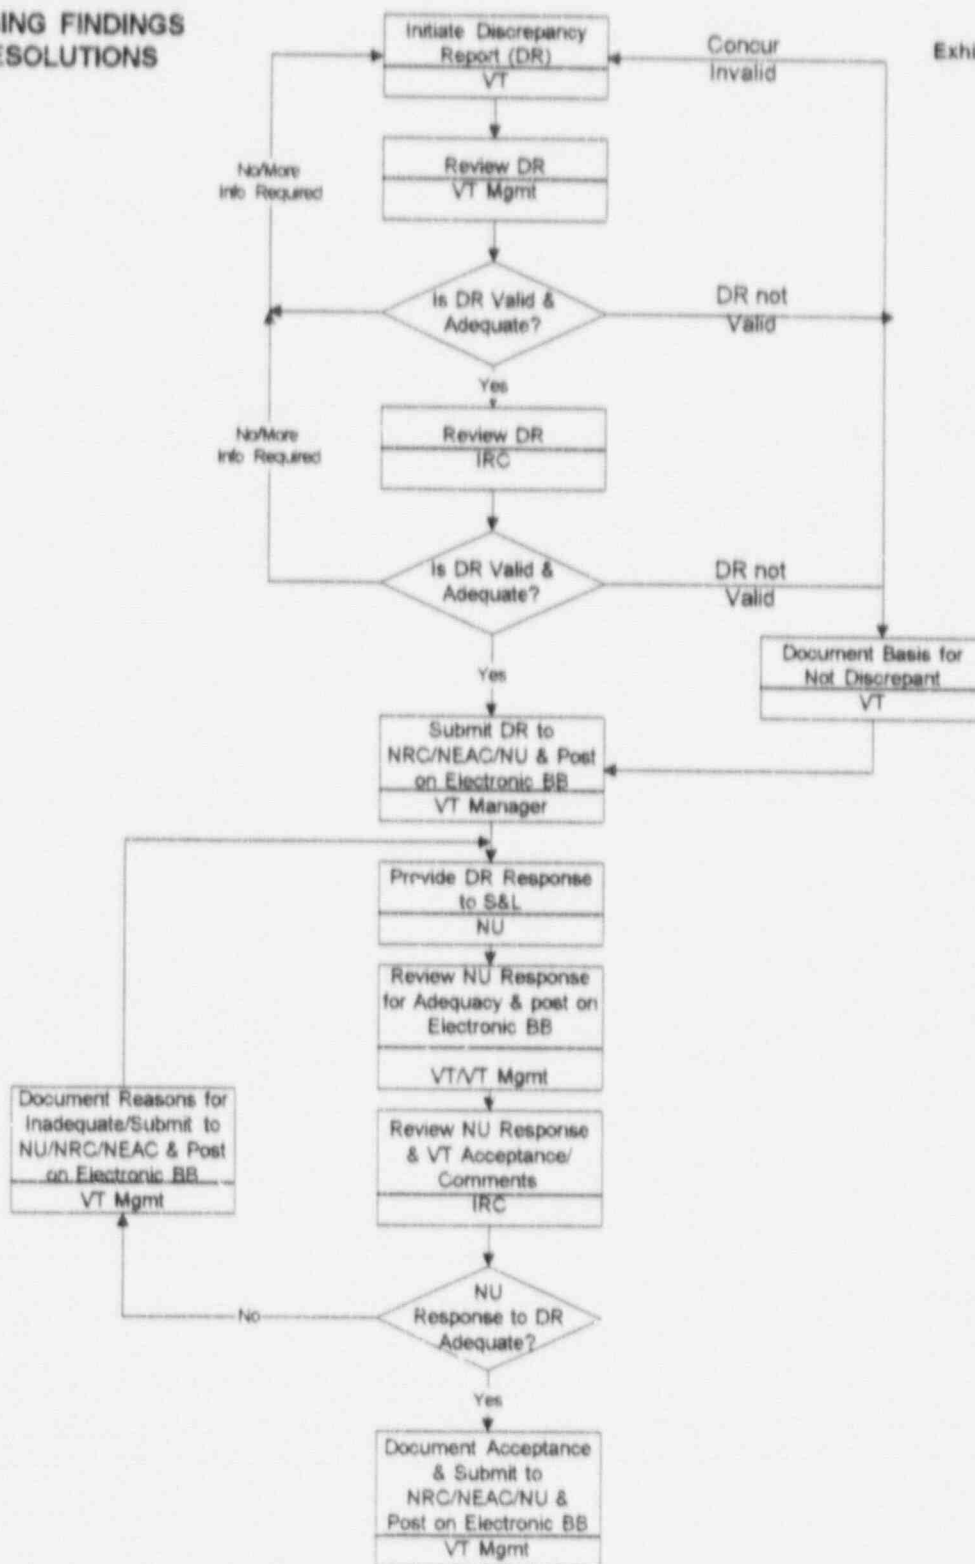 ING FINDINGS
ESOLUTIONS
Exhi
Initiate Discrepancy
Report (DR)
VT
Concur
Invalid
No/More
Info Required
Review DR
VT Mgmt
Is DR Valid &
Adequate?
DR not
Valid
Yes
No/More
Info Required
Review DR
IRC
Is DR Valid &
Adequate?
DR not
Valid
Yes
Document Basis for
Not Discrepant
VT
Submit DR to
NRC/NEAC/NU & Post
on Electronic BB
VT Manager
Provide DR Response
to S&L
NU
Review NU Response
for Adequacy & post on
Electronic BB
VT/VT Mgmt
Document Reasons for
Inadequate/Submit to
NU/NRC/NEAC & Post
on Electronic BB
VT Mgmt
Review NU Response
& VT Acceptance/
Comments
IRC
NU
Response to DR
Adequate?
No
Yes
Document Acceptance
& Submit to
NRC/NEAC/NU &
Post on Electronic BB
VT Mgmt